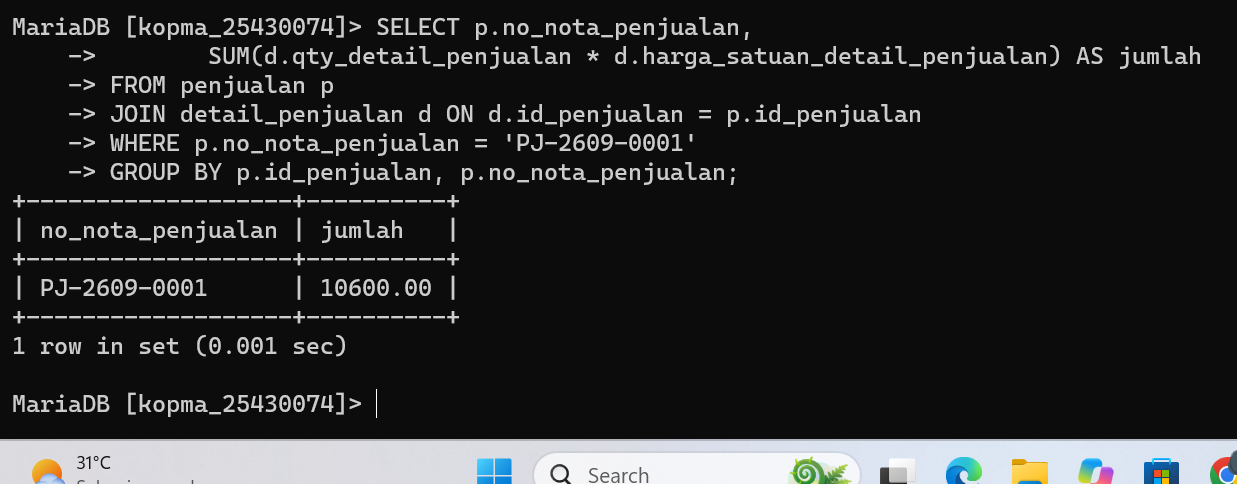 MariaDB [kopma_25430074]> SELECT p.no_nota_penjualan,
    ->        SUM(d.qty_detail_penjualan * d.harga_satuan_detail_penjualan) AS jumlah
    -> FROM penjualan p
    -> JOIN detail_penjualan d ON d.id_penjualan = p.id_penjualan
    -> WHERE p.no_nota_penjualan = 'PJ-2609-0001'
    -> GROUP BY p.id_penjualan, p.no_nota_penjualan;
+-------------------+----------+
| no_nota_penjualan | jumlah   |
+-------------------+----------+
| PJ-2609-0001      | 10600.00 |
+-------------------+----------+
1 row in set (0.001 sec)
MariaDB [kopma_25430074]>
31°C
Search